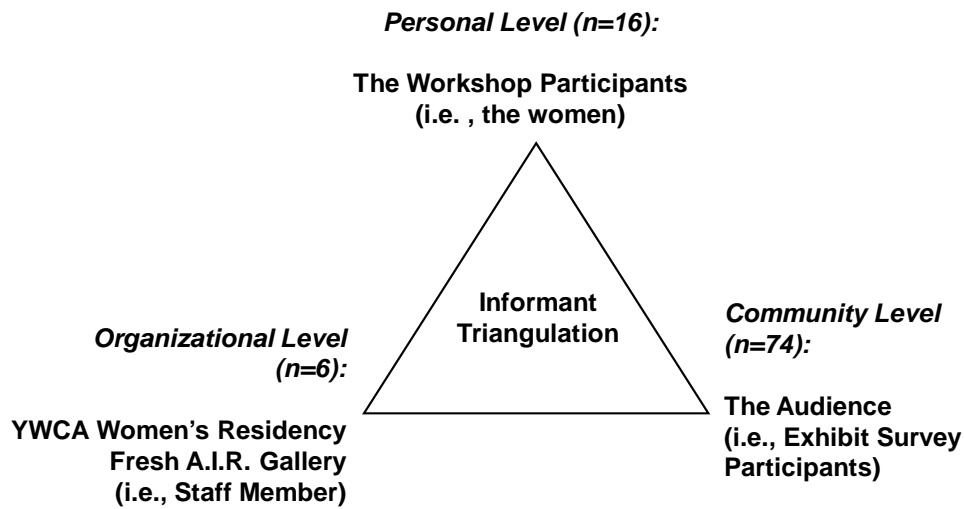 Personal Level (n=16):
The Workshop Participants
(i.e. , the women)
Informant
Triangulation
Organizational Level
(n=6):
YWCA Women's Residency
Fresh A.I.R. Gallery
(i.e., Staff Member)
Community Level
(n=74):
The Audience
(i.e., Exhibit Survey
Participants)